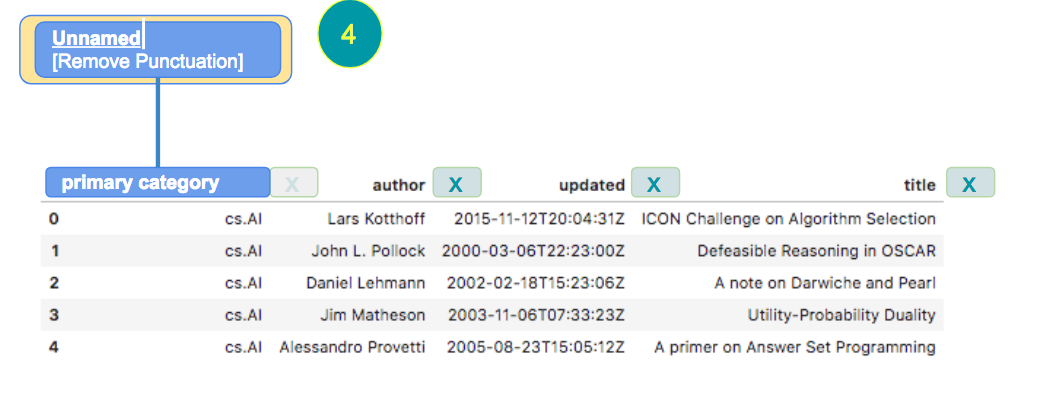 Unnamed
[Remove Punctuation]
4
primary category X author X updated X title X
0 cs.AI Lars Kotthoff 2015-11-12T20:04:31Z ICON Challenge on Algorithm Selection
1 cs.AI John L. Pollock 2000-03-06T22:23:00Z Defeasible Reasoning in OSCAR
2 cs.AI Daniel Lehmann 2002-02-18T15:23:06Z A note on Darwiche and Pearl
3 cs.AI Jim Matheson 2003-11-06T07:33:23Z Utility-Probability Duality
4 cs.AI Alessandro Provetti 2005-08-23T15:05:12Z A primer on Answer Set Programming